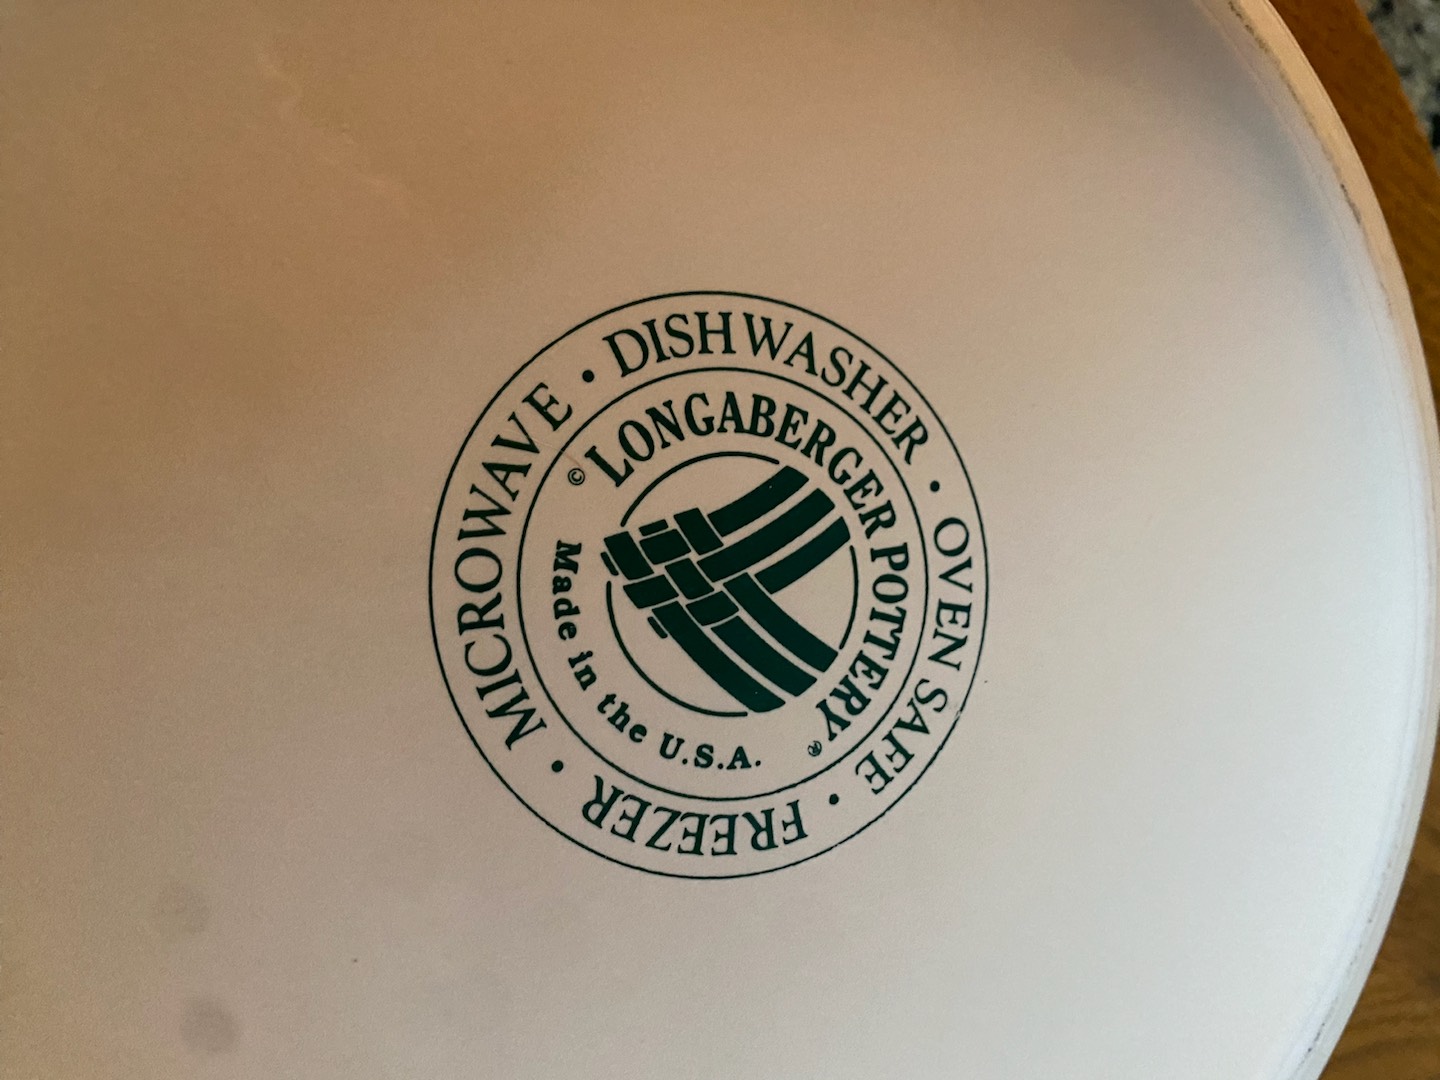 MICROWAVE • DISHWASHER • OVEN SAFE • FREEZER •
© LONGABERGER POTTERY ®
Made in the U.S.A.